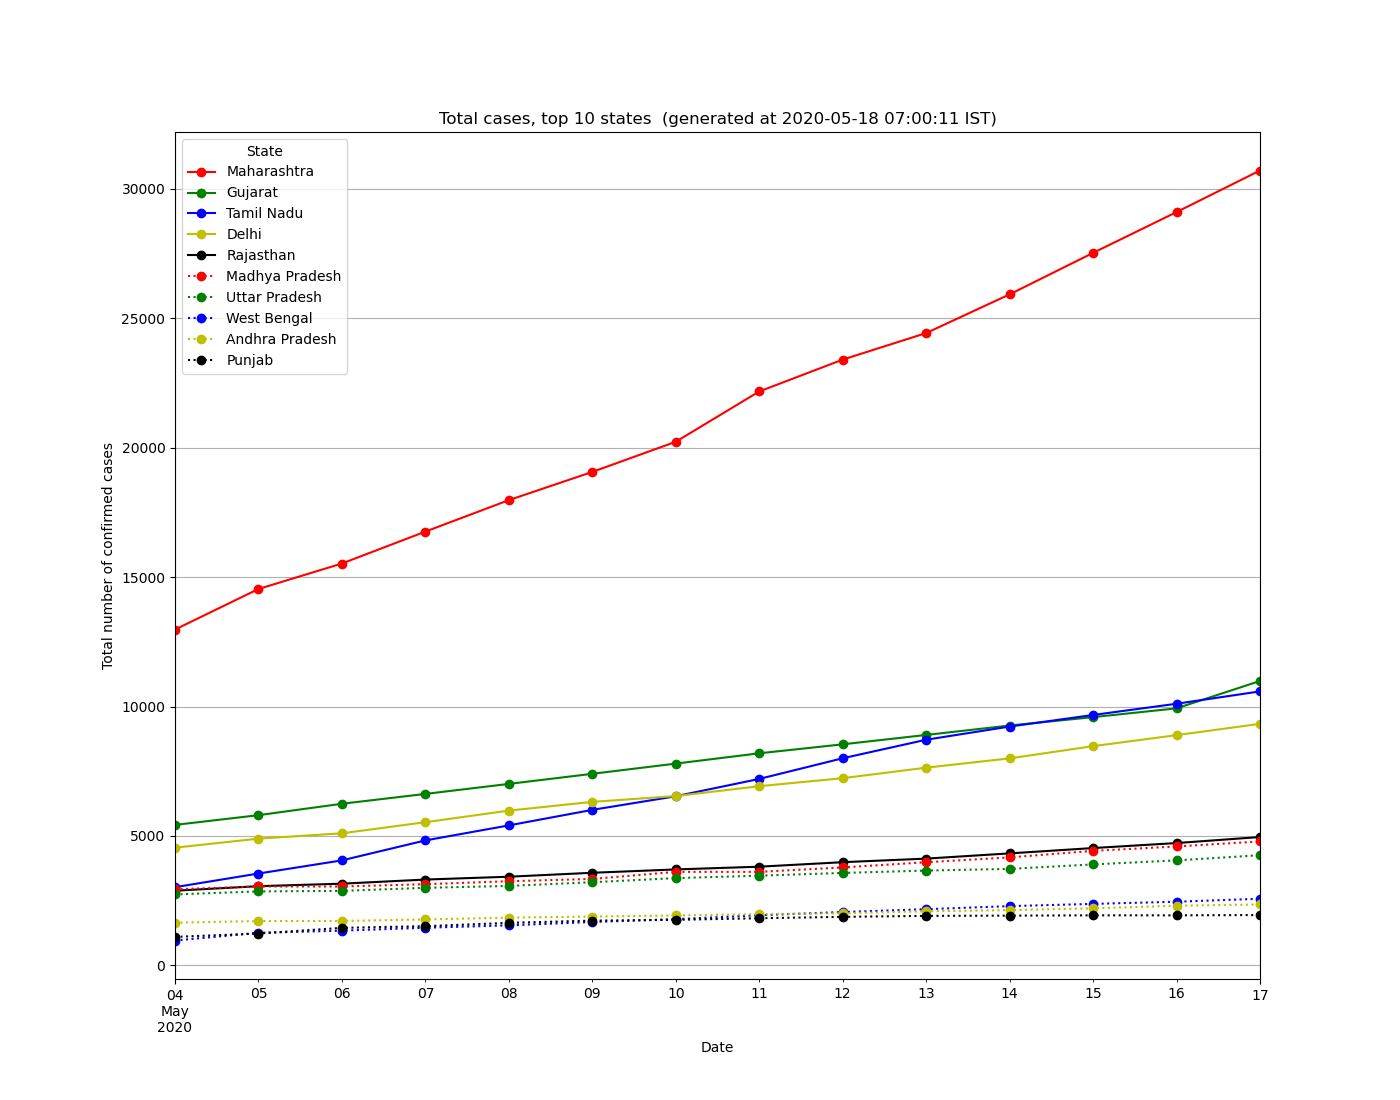 Total cases, top 10 states  (generated at 2020-05-18 07:00:11 IST)
State
Maharashtra
Gujarat
Tamil Nadu
Delhi
Rajasthan
Madhya Pradesh
Uttar Pradesh
West Bengal
Andhra Pradesh
Punjab
Total number of confirmed cases
30000
25000
20000
15000
10000
5000
0
04 05 06 07 08 09 10 11 12 13 14 15 16 17
May
2020
Date